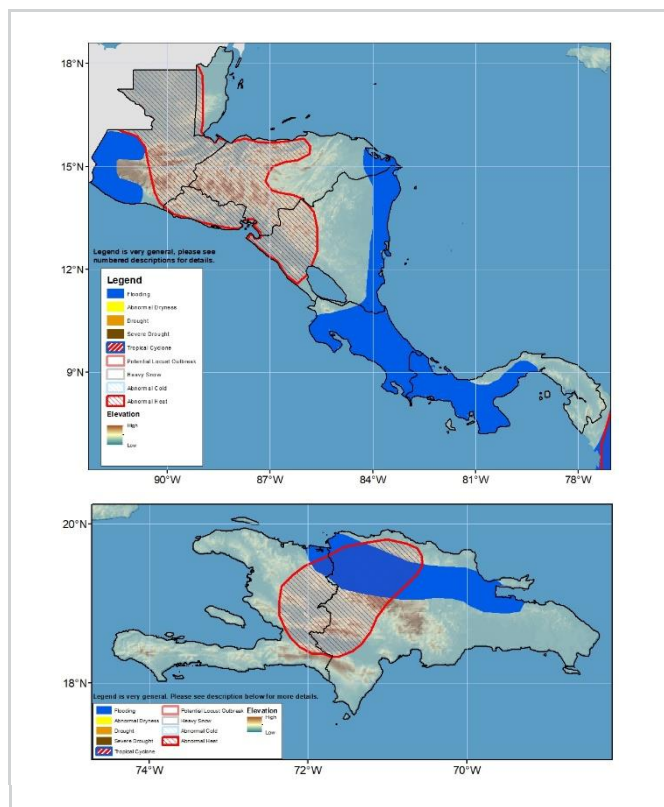 18°N
15°N
12°N
9°N
Legend is very general, please see
numbered descriptions for details.
Legend
Flooding
Abnormal Dryness
Drought
Severe Drought
Tropical Cyclone
Potential Locust Outbreak
Heavy Snow
Abnormal Cold
Abnormal Heat
Elevation
High
Low
90°W 87°W 84°W 81°W 78°W
20°N
18°N
Legend is very general. Please see description below for more details.
Flooding Potential Locust Outbreak Elevation
Abnormal Dryness Heavy Snow High
Drought Abnormal Cold Low
Severe Drought Abnormal Heat
Tropical Cyclone
74°W 72°W 70°W